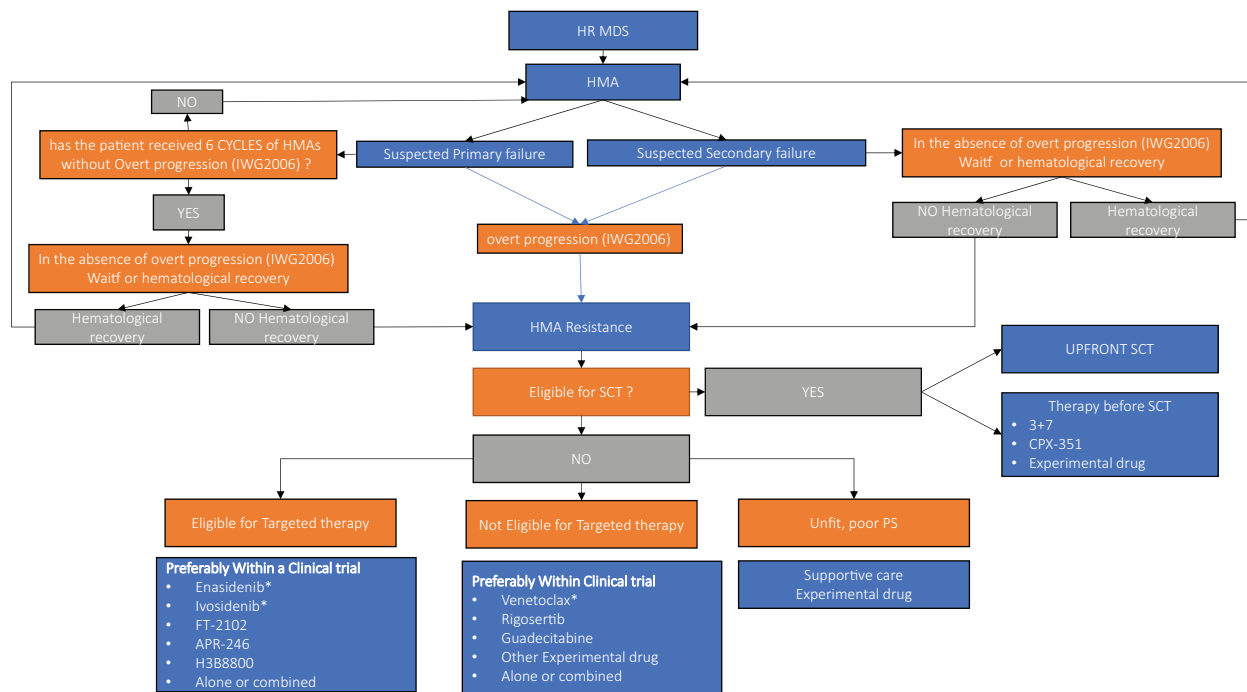 HR MDS
HMA
NO
has the patient received 6 CYCLES of HMAs
without Overt progression (IWG2006) ?
Suspected Primary failure
Suspected Secondary failure
In the absence of overt progression (IWG2006)
Waitf or hematological recovery
YES
NO Hematological
recovery
Hematological
recovery
overt progression (IWG2006)
In the absence of overt progression (IWG2006)
Waitf or hematological recovery
Hematological
recovery
NO Hematological
recovery
HMA Resistance
UPFRONT SCT
Eligible for SCT ?
YES
Therapy before SCT
• 3+7
• CPX-351
• Experimental drug
NO
Eligible for Targeted therapy
Not Eligible for Targeted therapy
Unfit, poor PS
Preferably Within a Clinical trial
• Enasidenib*
• Ivosidenib*
• FT-2102
• APR-246
• H3B8800
• Alone or combined
Preferably Within Clinical trial
• Venetoclax*
• Rigosertib
• Guadecitabine
• Other Experimental drug
• Alone or combined
Supportive care
Experimental drug